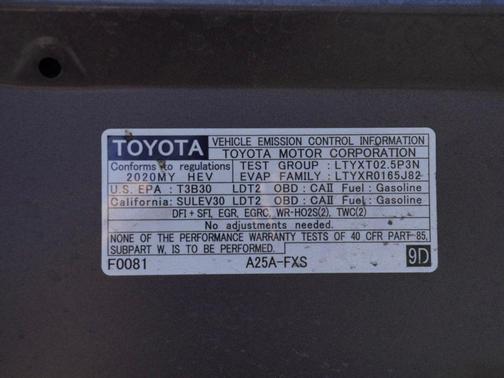 TOYOTA VEHICLE EMISSION CONTROL INFORMATION
TOYOTA MOTOR CORPORATION
Conforms to regulations TEST GROUP : LTYXT02.5P3N
2020MY HEV EVAP FAMILY : LTYXR0165J82
U.S. EPA : T3B30 LDT2 OBD : CAII Fuel : Gasoline
California: SULEV30 LDT2 OBD : CAII Fuel : Gasoline
DFI + SFI, EGR, EGRC, WR-HO2S(2), TWC(2)
No adjustments needed.
NONE OF THE PERFORMANCE WARRANTY TESTS OF 40 CFR PART 85,
SUBPART W, IS TO BE PERFORMED.
F0081 A25A-FXS 9D